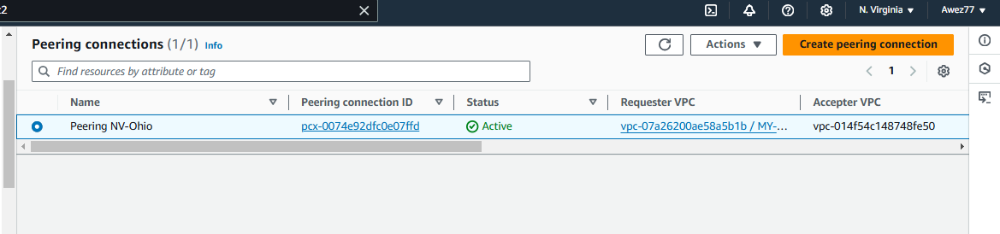 :2
N. Virginia
Awez77
Peering connections (1/1) Info
Actions
Create peering connection
Find resources by attribute or tag
1
Name Peering connection ID Status Requester VPC Accepter VPC
Peering NV-Ohio pcx-0074e92dfc0e07ffd Active vpc-07a26200ae58a5b1b / MY-... vpc-014f54c148748fe50